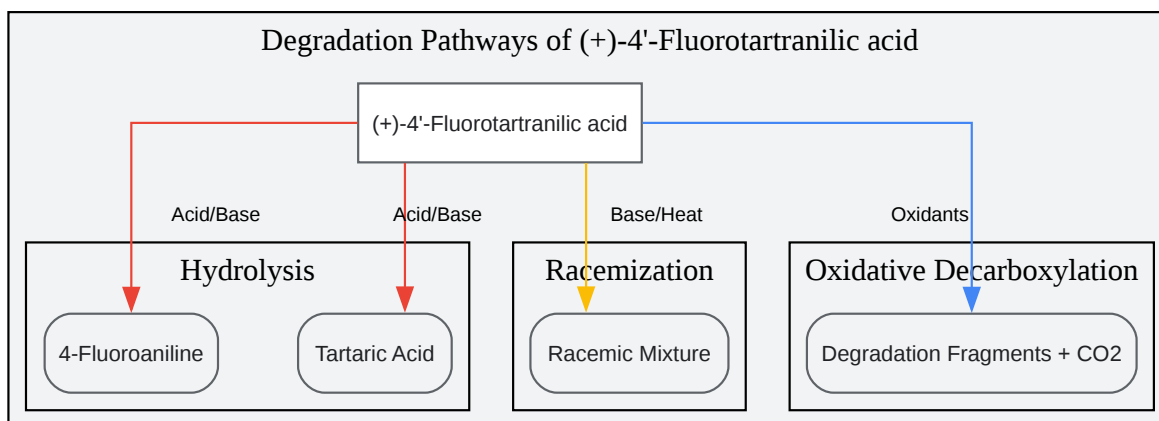 Degradation Pathways of (+)-4'-Fluorotartranilic acid
(+)-4'-Fluorotartranilic acid
Acid/Base
Acid/Base
Base/Heat
Oxidants
Hydrolysis
Racemization
Oxidative Decarboxylation
4-Fluoroaniline
Tartaric Acid
Racemic Mixture
Degradation Fragments + CO2